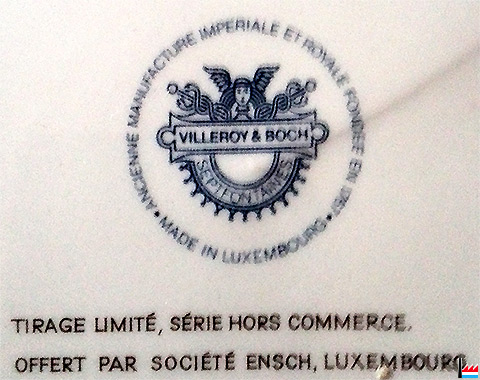 ANCIENNE MANUFACTURE IMPERIALE ET ROYALE FONDÉE EN 1767
VILLEROY & BOCH
SEPTFONTAINES
• MADE IN LUXEMBOURG •
TIRAGE LIMITÉ, SÉRIE HORS COMMERCE.
OFFERT PAR SOCIÉTÉ ENSCH, LUXEMBOURG